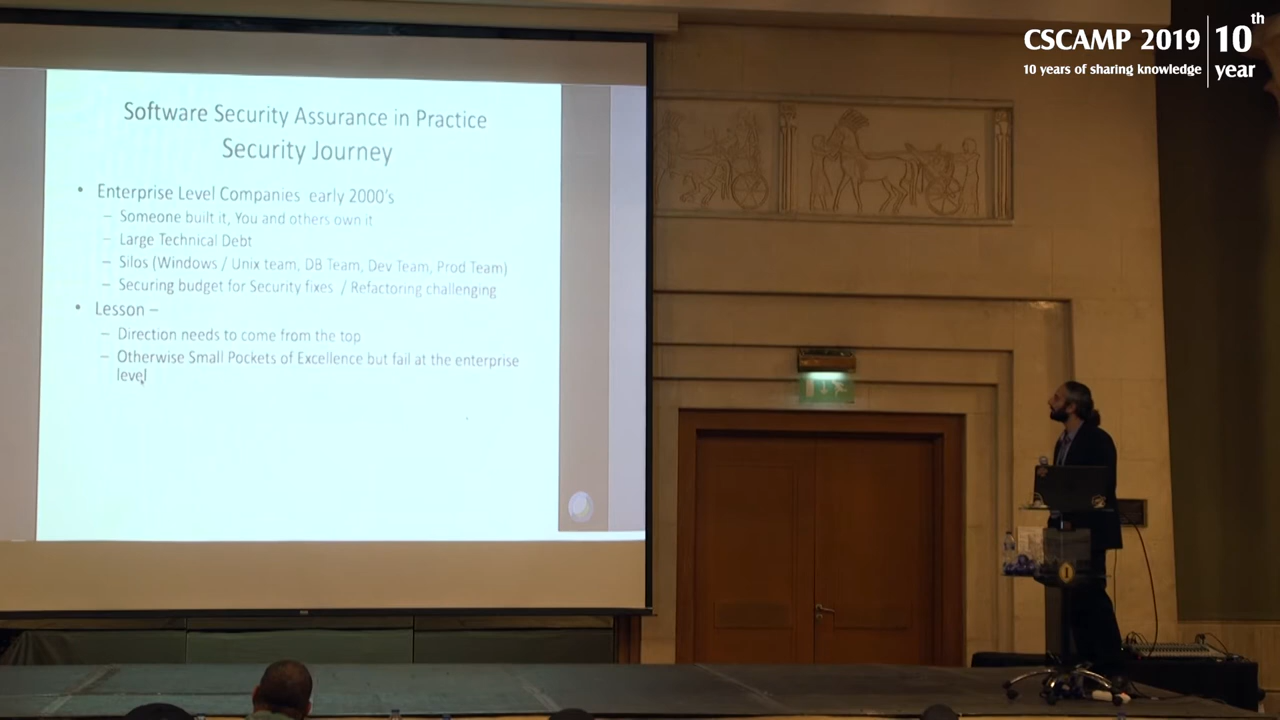 CSCAMP 2019
10 years of sharing knowledge
10th
year
Software Security Assurance in Practice
Security Journey
• Enterprise Level Companies early 2000's
– Someone built it, You and others own it
– Large Technical Debt
– Silos (Windows / Unix team, DB Team, Dev Team, Prod Team)
– Securing budget for Security fixes / Refactoring challenging
• Lesson –
– Direction needs to come from the top
– Otherwise Small Pockets of Excellence but fail at the enterprise
level